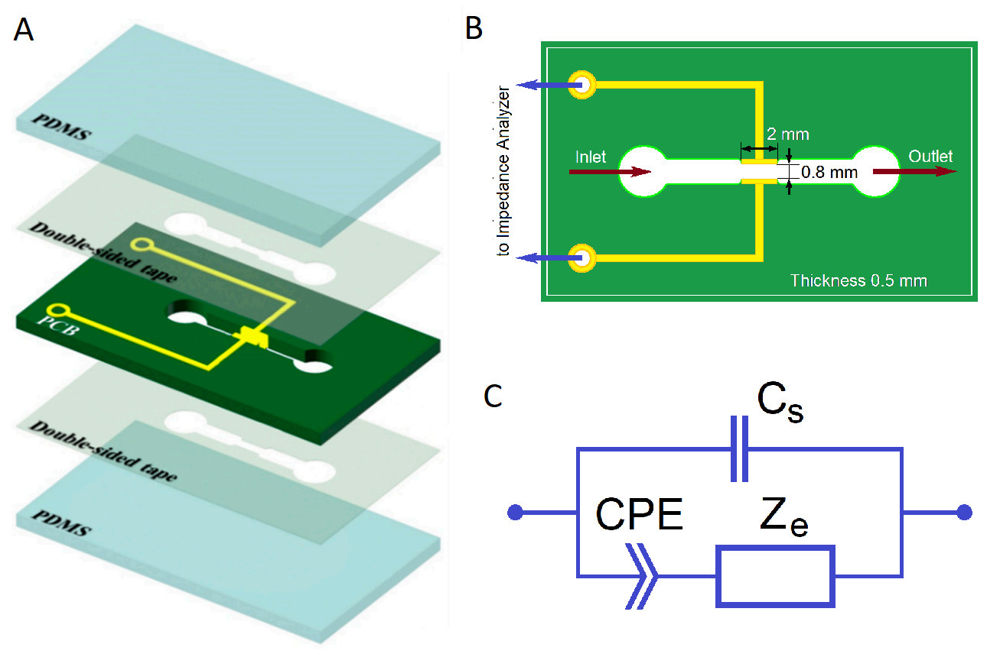 A
PDMS
Double-sided tape
PCB
Double-sided tape
PDMS
B
to Impedance Analyzer
2 mm
Inlet
Outlet
0.8 mm
Thickness 0.5 mm
C
Cs
CPE
Ze